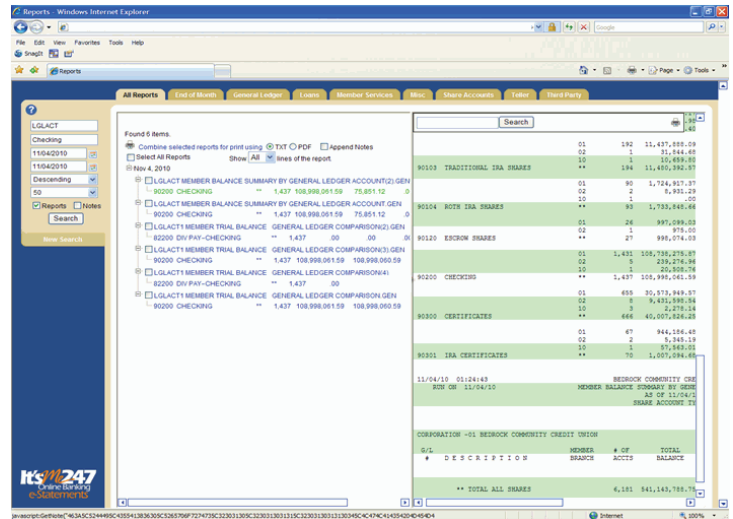 Reports - Windows Internet Explorer
Google
File Edit View Favorites Tools Help
SnagIt
Reports
Page Tools
All Reports End of Month General Ledger Loans Member Services Misc Share Accounts Teller Third Party
LGLACT
Checking
11/04/2010
11/04/2010
Descending
50
Reports Notes
Search
New Search
It's M247
Online Banking
e-Statements
Found 6 items.
Combine selected reports for print using TXT PDF Append Notes
Select All Reports Show All lines of the report.
Nov 4, 2010
LGLACT MEMBER BALANCE SUMMARY BY GENERAL LEDGER ACCOUNT(2).GEN
90200 CHECKING ** 1,437 108,998,061.59 75,851.12 .0
LGLACT MEMBER BALANCE SUMMARY BY GENERAL LEDGER ACCOUNT.GEN
90200 CHECKING ** 1,437 108,998,061.59 75,851.12 .0
LGLACT1 MEMBER TRIAL BALANCE GENERAL LEDGER COMPARISON(2).GEN
82200 DIV PAY-CHECKING ** 1,437 .00 .00 .00
LGLACT1 MEMBER TRIAL BALANCE GENERAL LEDGER COMPARISON(3).GEN
90200 CHECKING ** 1,437 108,998,061.59 108,998,060.59
LGLACT1 MEMBER TRIAL BALANCE GENERAL LEDGER COMPARISON(4).
82200 DIV PAY-CHECKING ** 1,437 .00
LGLACT1 MEMBER TRIAL BALANCE GENERAL LEDGER COMPARISON.GEN
90200 CHECKING ** 1,437 108,998,061.59 108,998,060.59
Search
01 192 11,437,888.09
02 1 31,844.68
10 1 10,659.80
90103 TRADITIONAL IRA SHARES ** 194 11,480,392.57
01 90 1,724,917.37
02 2 8,931.29
10 1 .00
90104 ROTH IRA SHARES ** 93 1,733,848.66
01 26 997,099.03
02 1 975.00
90120 ESCROW SHARES ** 27 998,074.03
01 1,431 108,738,275.87
02 5 239,276.96
10 1 20,508.76
90200 CHECKING ** 1,437 108,998,061.59
01 655 30,573,949.57
02 8 9,431,598.54
10 3 2,278.14
90300 CERTIFICATES ** 666 40,007,826.25
01 67 944,186.48
02 2 5,345.19
10 1 57,563.01
90301 IRA CERTIFICATES ** 70 1,007,094.68
11/04/10 01:24:43 BEDROCK COMMUNITY CRE
RUN ON 11/04/10 MEMBER BALANCE SUMMARY BY GENE
AS OF 11/04/1
SHARE ACCOUNT TY
CORPORATION -01 BEDROCK COMMUNITY CREDIT UNION
G/L MEMBER # OF TOTAL
# D E S C R I P T I O N BRANCH ACCTS BALANCE
** TOTAL ALL SHARES 6,181 541,143,788.75
Internet 100%